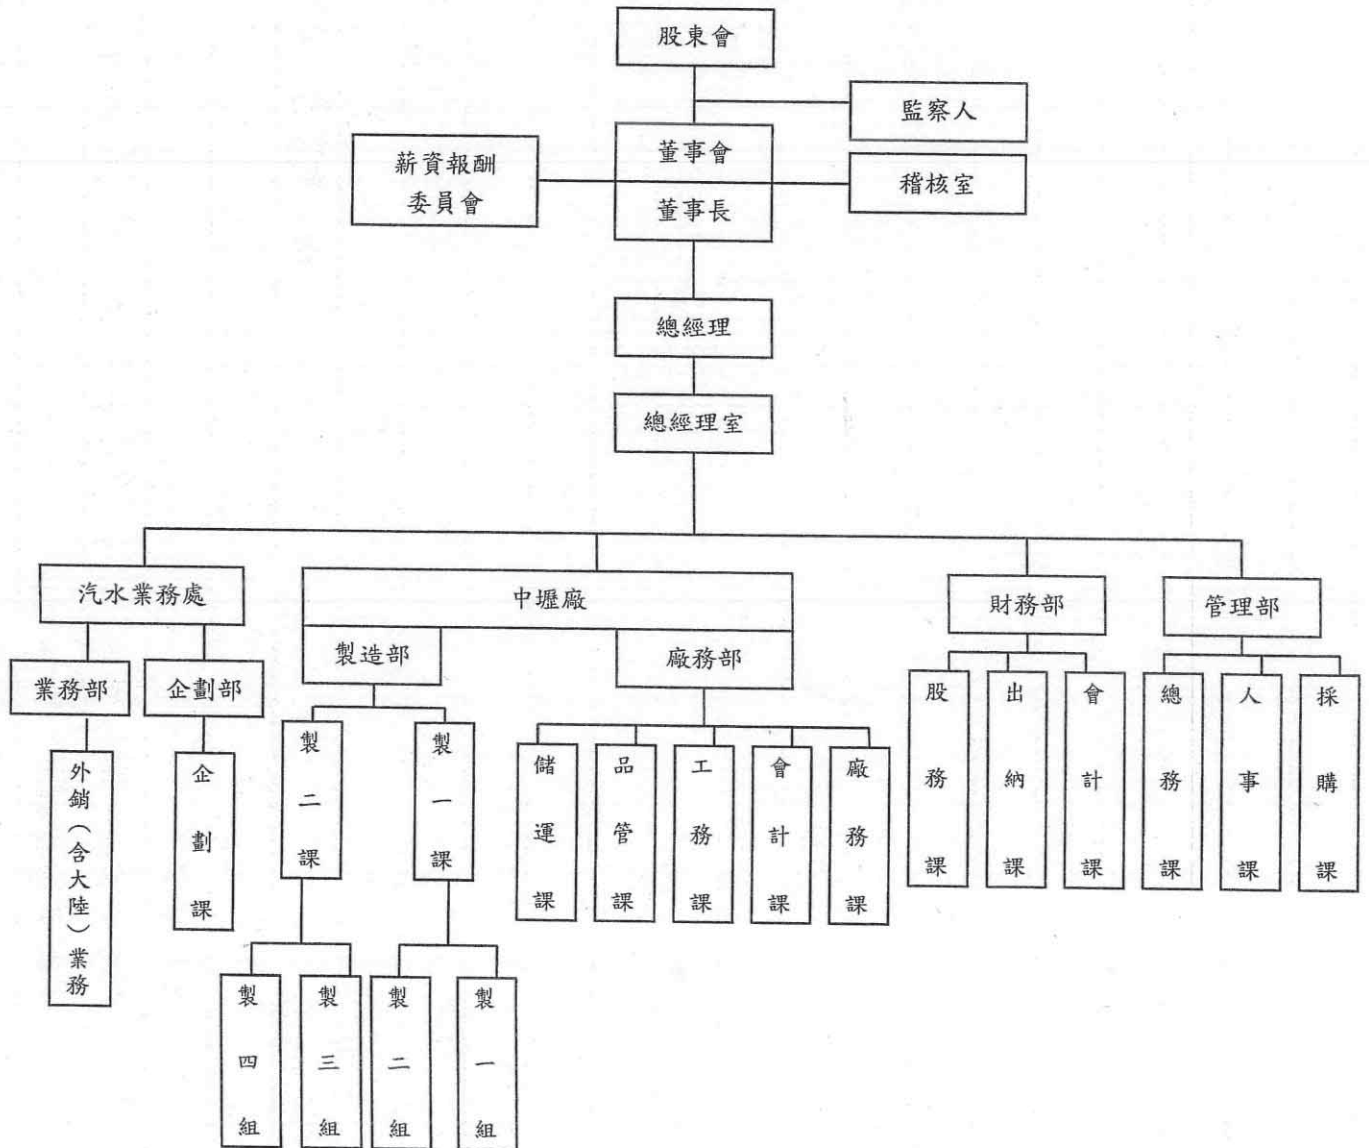 股東會
監察人
董事會
薪資報酬
委員會
稽核室
董事長
總經理
總經理室
汽水業務處
中壢廠
財務部
管理部
業務部
企劃部
製造部
廠務部
外銷（含大陸）業務
企劃課
製二課
製一課
儲運課
品管課
工務課
會計課
廠務課
股務課
出納課
會計課
總務課
人事課
採購課
製四組
製三組
製二組
製一組